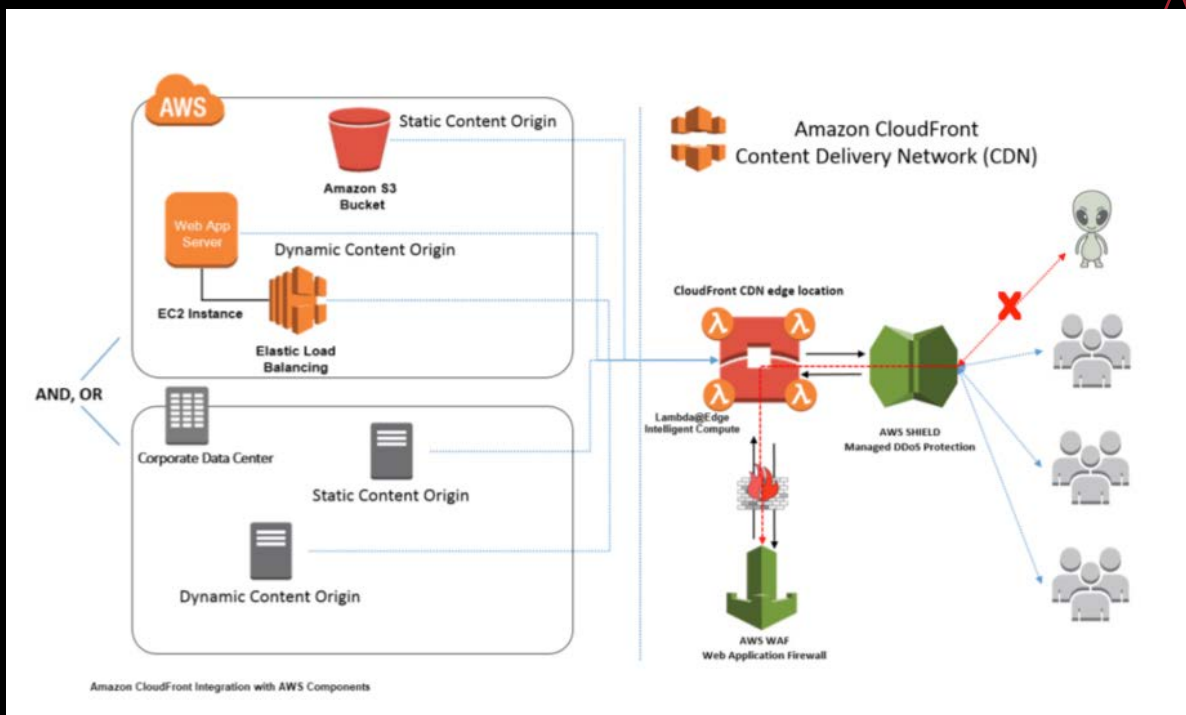 AWS
Static Content Origin
Amazon S3
Bucket
Web App
Server
Dynamic Content Origin
EC2 Instance
Elastic Load
Balancing
AND, OR
Corporate Data Center
Static Content Origin
Dynamic Content Origin
Amazon CloudFront
Content Delivery Network (CDN)
CloudFront CDN edge location
λ
λ
λ
λ
Lambda@Edge
Intelligent Compute
AWS SHIELD
Managed DDoS Protection
X
AWS WAF
Web Application Firewall
Amazon CloudFront Integration with AWS Components